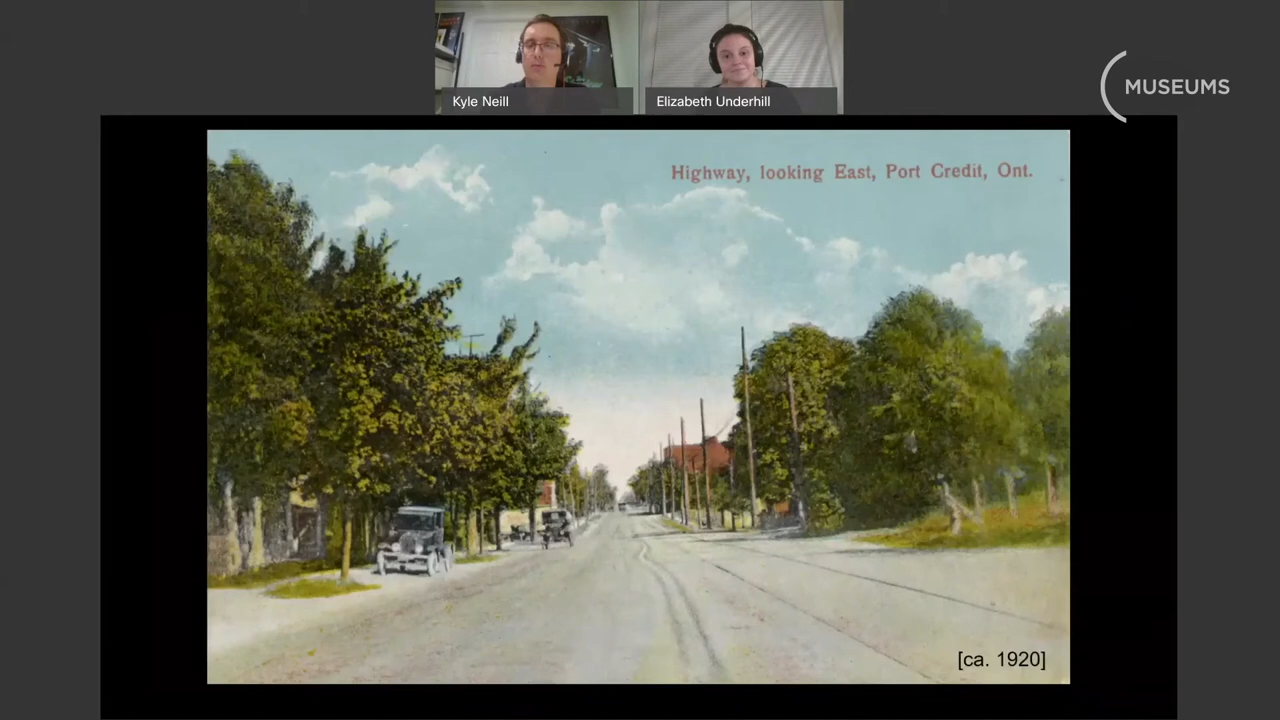 Kyle Neill
Elizabeth Underhill
MUSEUMS
Highway, looking East, Port Credit, Ont.
[ca. 1920]